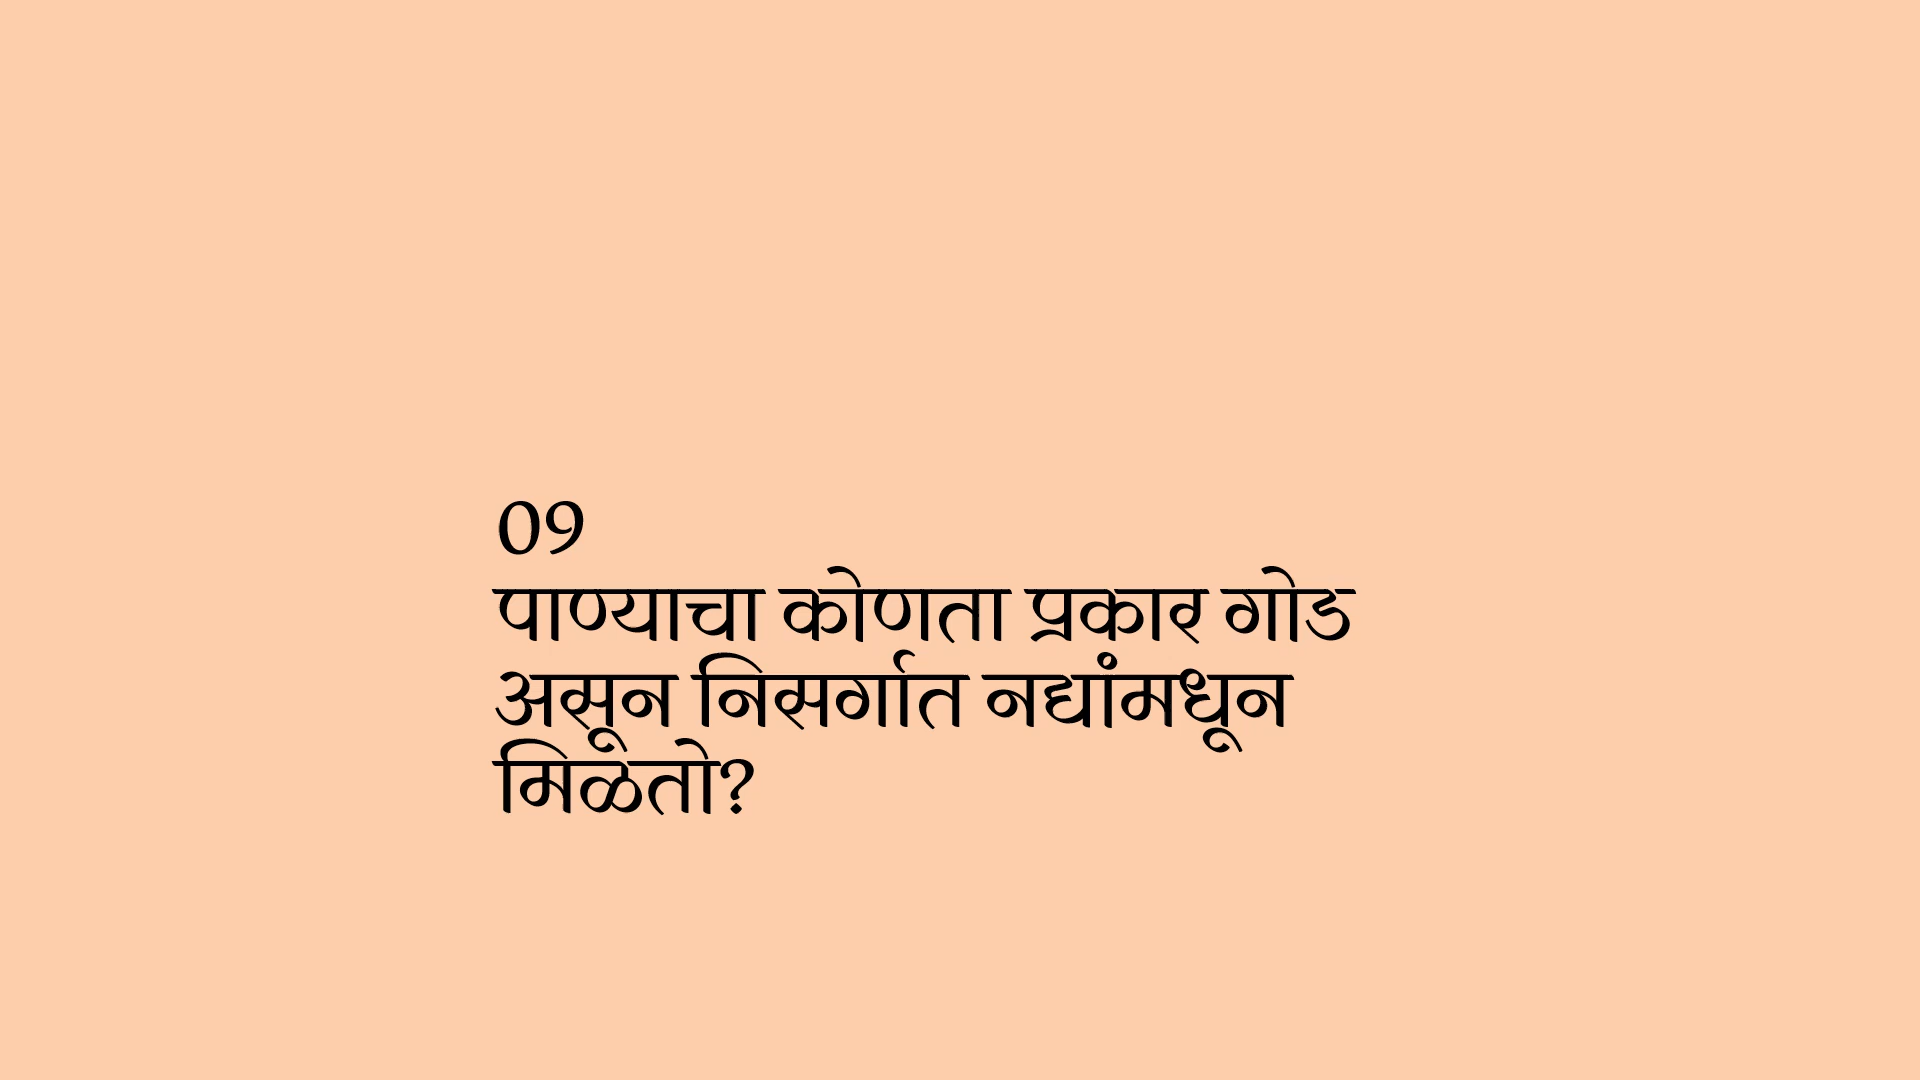 09
पाण्याचा कोणता प्रकार गोड
असून निसर्गात नद्यांमधून
मिळतो?